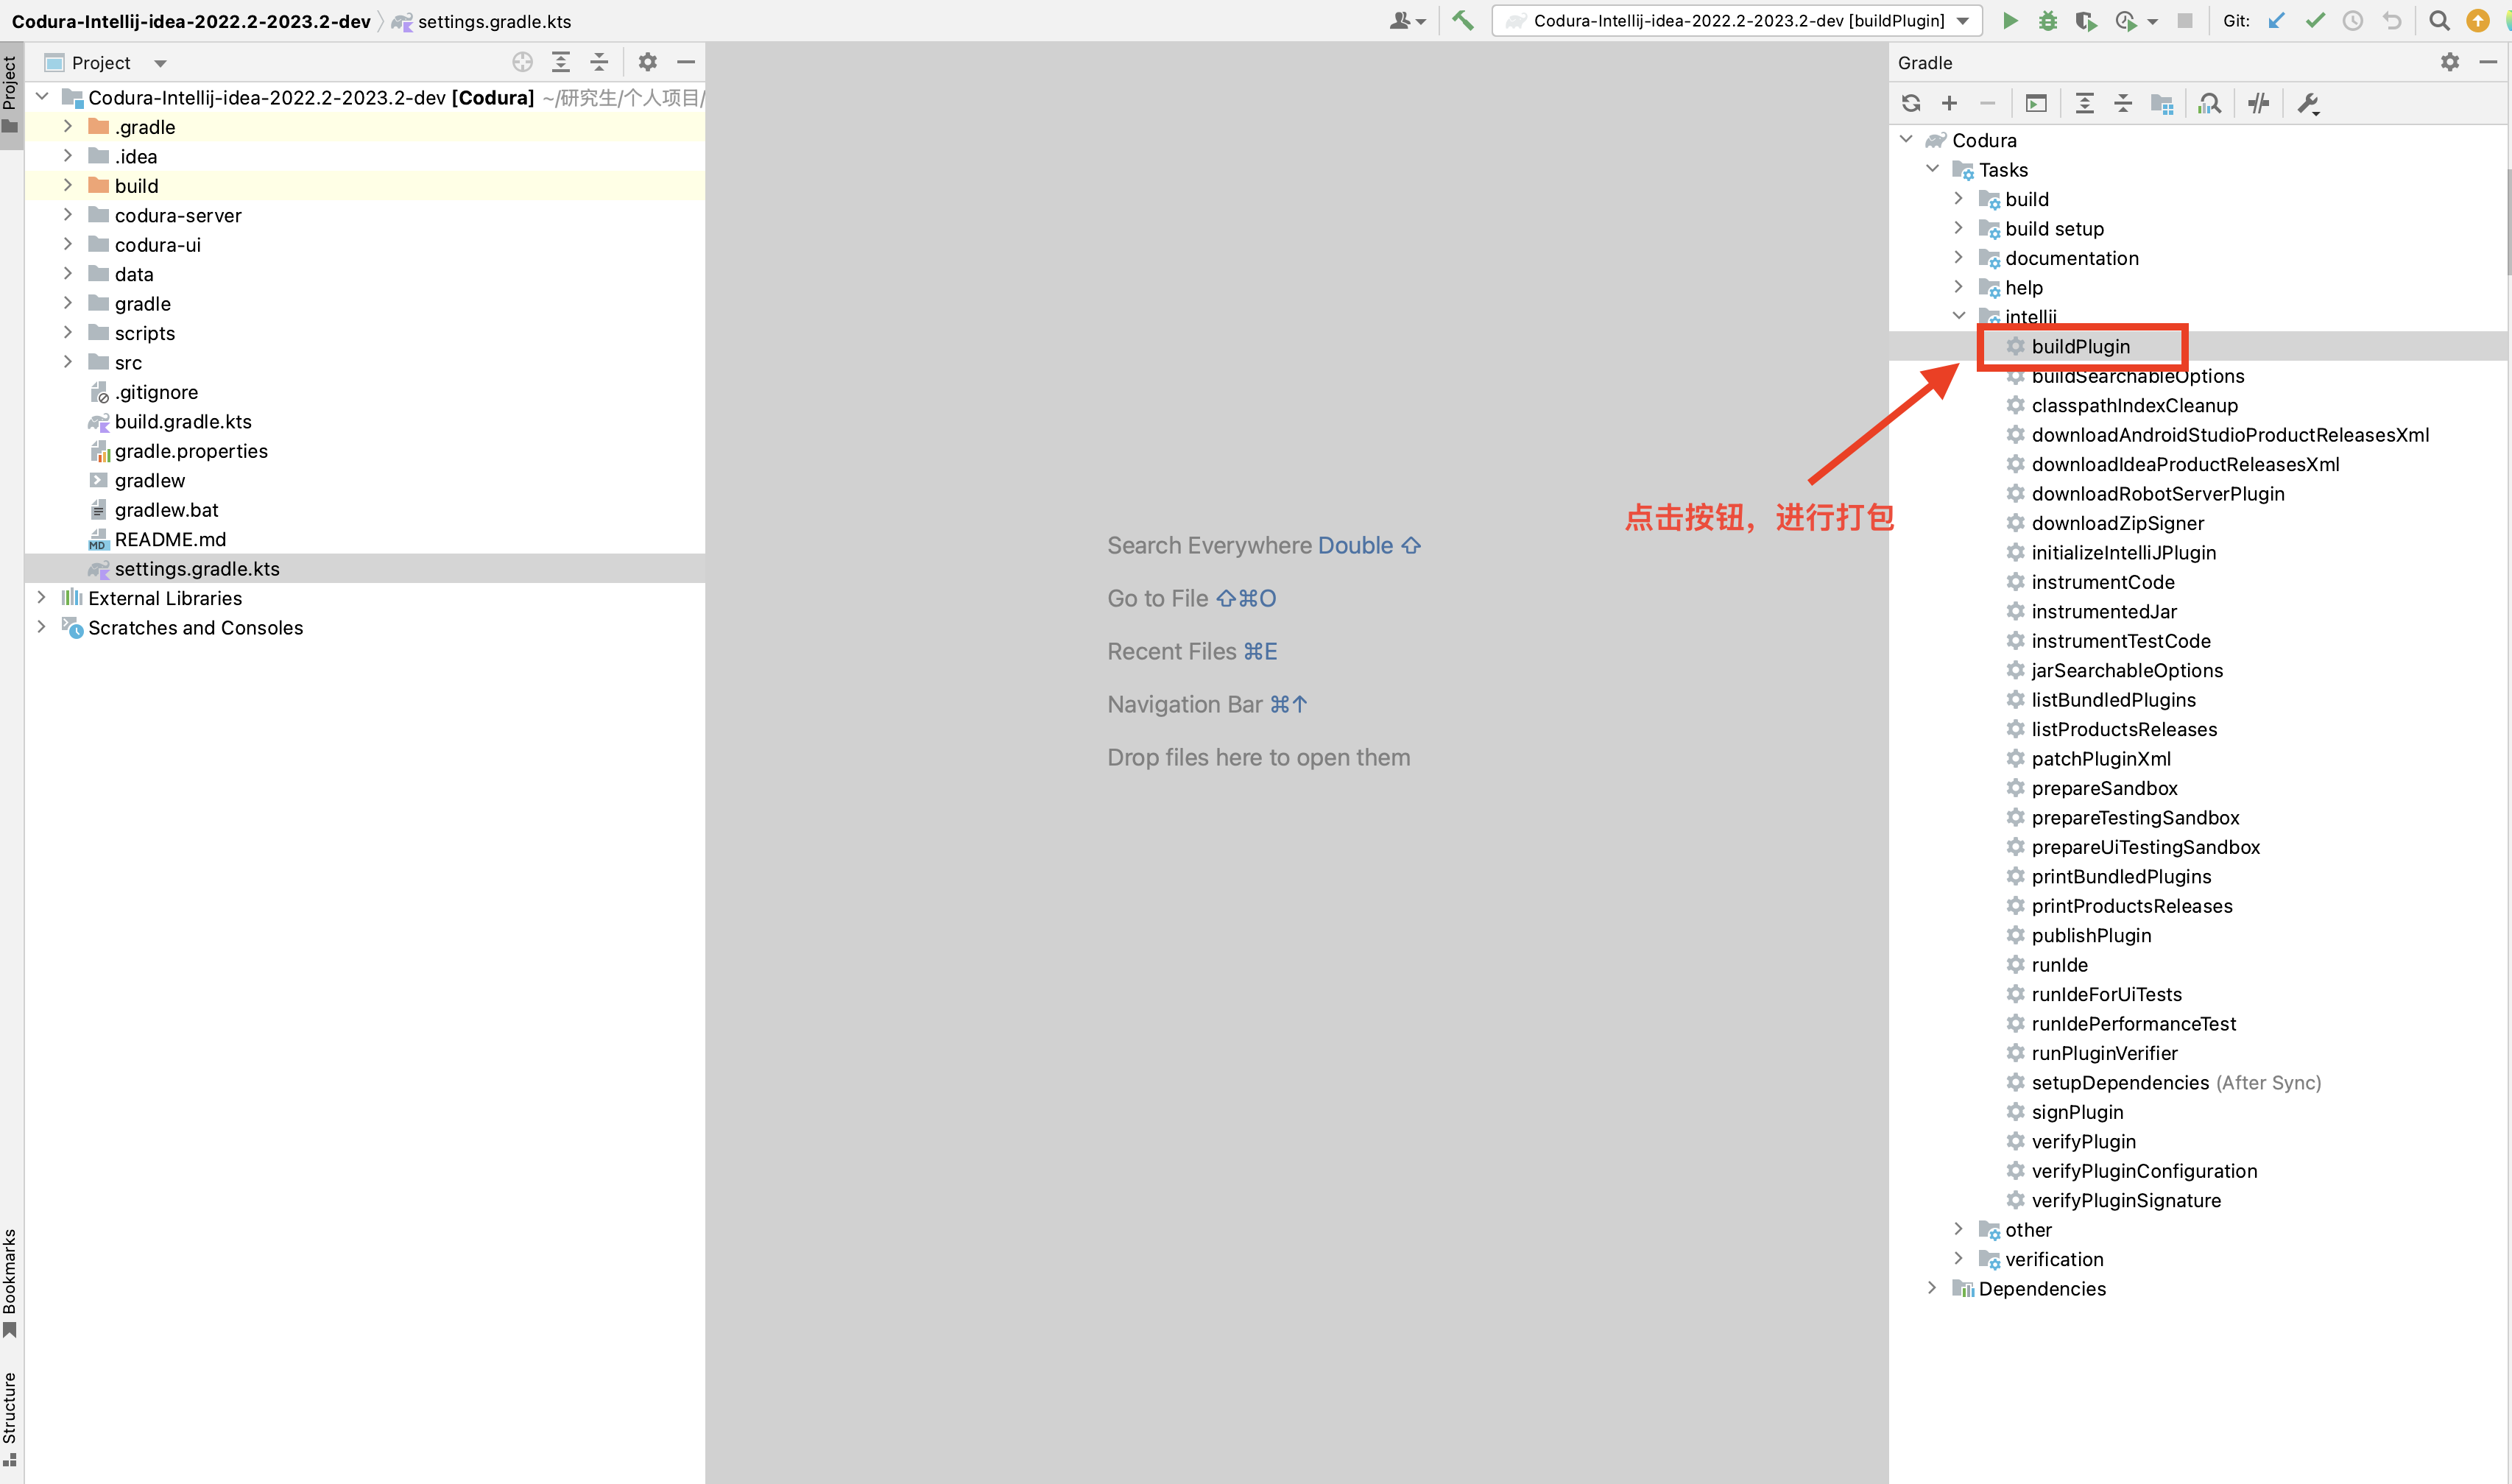 Codura-Intellij-idea-2022.2-2023.2-dev settings.gradle.kts
Codura-Intellij-idea-2022.2-2023.2-dev [buildPlugin]
Git:
Project
Bookmarks
Structure
Project
Codura-Intellij-idea-2022.2-2023.2-dev [Codura] ~/研究生/个人项目/
.gradle
.idea
build
codura-server
codura-ui
data
gradle
scripts
src
.gitignore
build.gradle.kts
gradle.properties
gradlew
gradlew.bat
README.md
settings.gradle.kts
External Libraries
Scratches and Consoles
Search Everywhere Double ⇧
Go to File ⇧⌘O
Recent Files ⌘E
Navigation Bar ⌘↑
Drop files here to open them
点击按钮，进行打包
Gradle
Codura
Tasks
build
build setup
documentation
help
intellij
buildPlugin
buildSearchableOptions
classpathIndexCleanup
downloadAndroidStudioProductReleasesXml
downloadIdeaProductReleasesXml
downloadRobotServerPlugin
downloadZipSigner
initializeIntelliJPlugin
instrumentCode
instrumentedJar
instrumentTestCode
jarSearchableOptions
listBundledPlugins
listProductsReleases
patchPluginXml
prepareSandbox
prepareTestingSandbox
prepareUiTestingSandbox
printBundledPlugins
printProductsReleases
publishPlugin
runIde
runIdeForUiTests
runIdePerformanceTest
runPluginVerifier
setupDependencies (After Sync)
signPlugin
verifyPlugin
verifyPluginConfiguration
verifyPluginSignature
other
verification
Dependencies